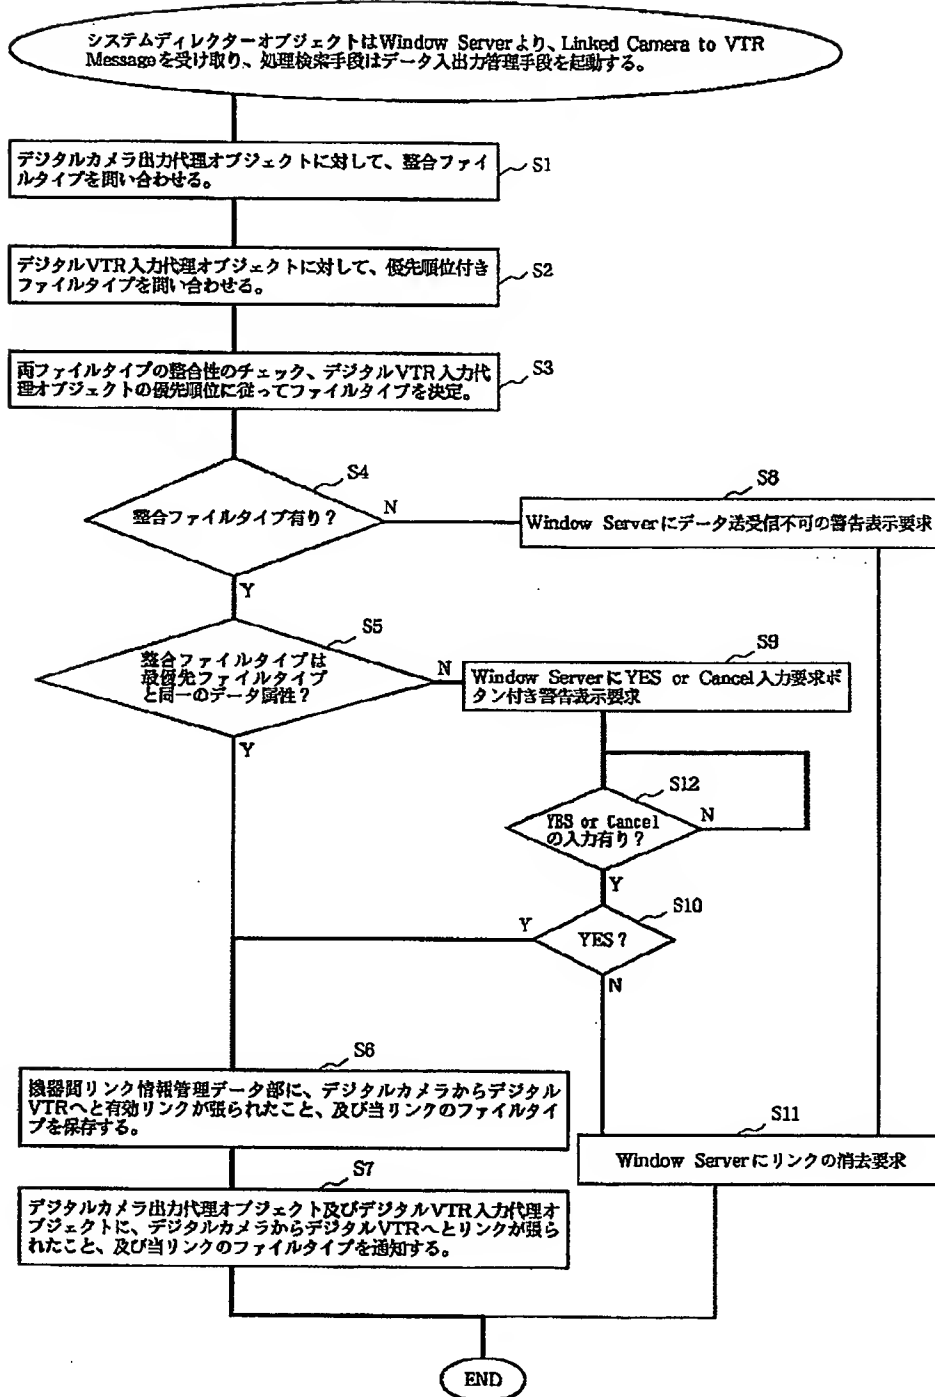 システムディレクターオブジェクトはWindow Serverより、Linked Camera to VTR
Messageを受け取り、処理検索手段はデータ入出力管理手段を起動する。
デジタルカメラ出力代理オブジェクトに対して、整合ファイ
ルタイプを問い合わせる。
S1
デジタルVTR入力代理オブジェクトに対して、優先順位付き
ファイルタイプを問い合わせる。
S2
両ファイルタイプの整合性のチェック、デジタルVTR入力代
理オブジェクトの優先順位に従ってファイルタイプを決定。
S3
S4
整合ファイルタイプ有り？
N
Y
S8
Window Serverにデータ送受信不可の警告表示要求
S5
整合ファイルタイプは
最優先ファイルタイプ
と同一のデータ属性？
N
Y
S9
Window ServerにYES or Cancel入力要求ボ
タン付き警告表示要求
S12
YES or Cancel
の入力有り？
N
Y
S10
YES？
Y
N
S6
機器間リンク情報管理データ部に、デジタルカメラからデジタル
VTRへと有効リンクが張られたこと、及び当リンクのファイルタイ
プを保存する。
S11
Window Serverにリンクの消去要求
S7
デジタルカメラ出力代理オブジェクト及びデジタルVTR入力代理オ
ブジェクトに、デジタルカメラからデジタルVTRへとリンクが張ら
れたこと、及び当リンクのファイルタイプを通知する。
END